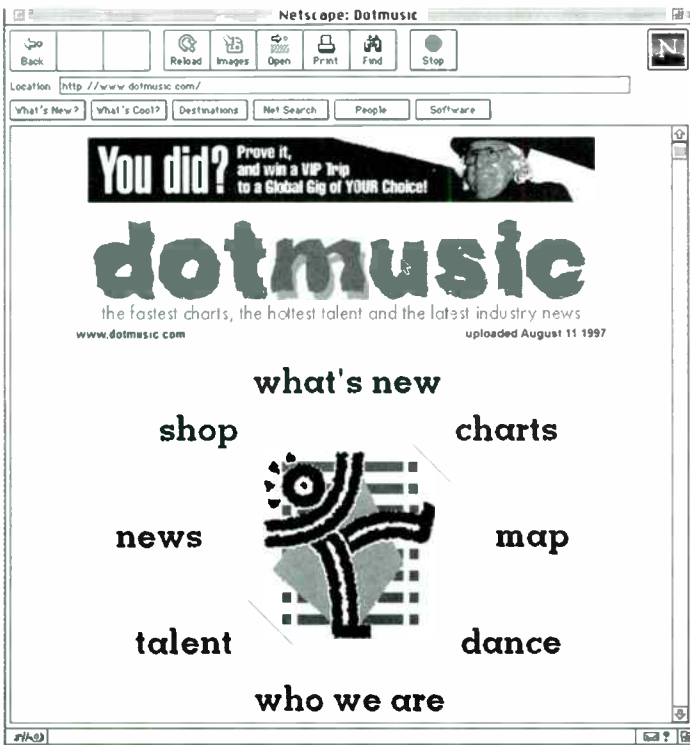 Netscape: Dotmusic
Back Reload Images Open Print Find Stop
N
Location http://www.dotmusic.com/
What's New? What's Cool? Destinations Net Search People Software
You did? Prove it,
and win a VIP Trip
to a Global Gig of YOUR Choice!
dotmusic
the fastest charts, the hottest talent and the latest industry news
www.dotmusic com uploaded August 11 1997
what's new
shop charts
news map
talent dance
who we are
?